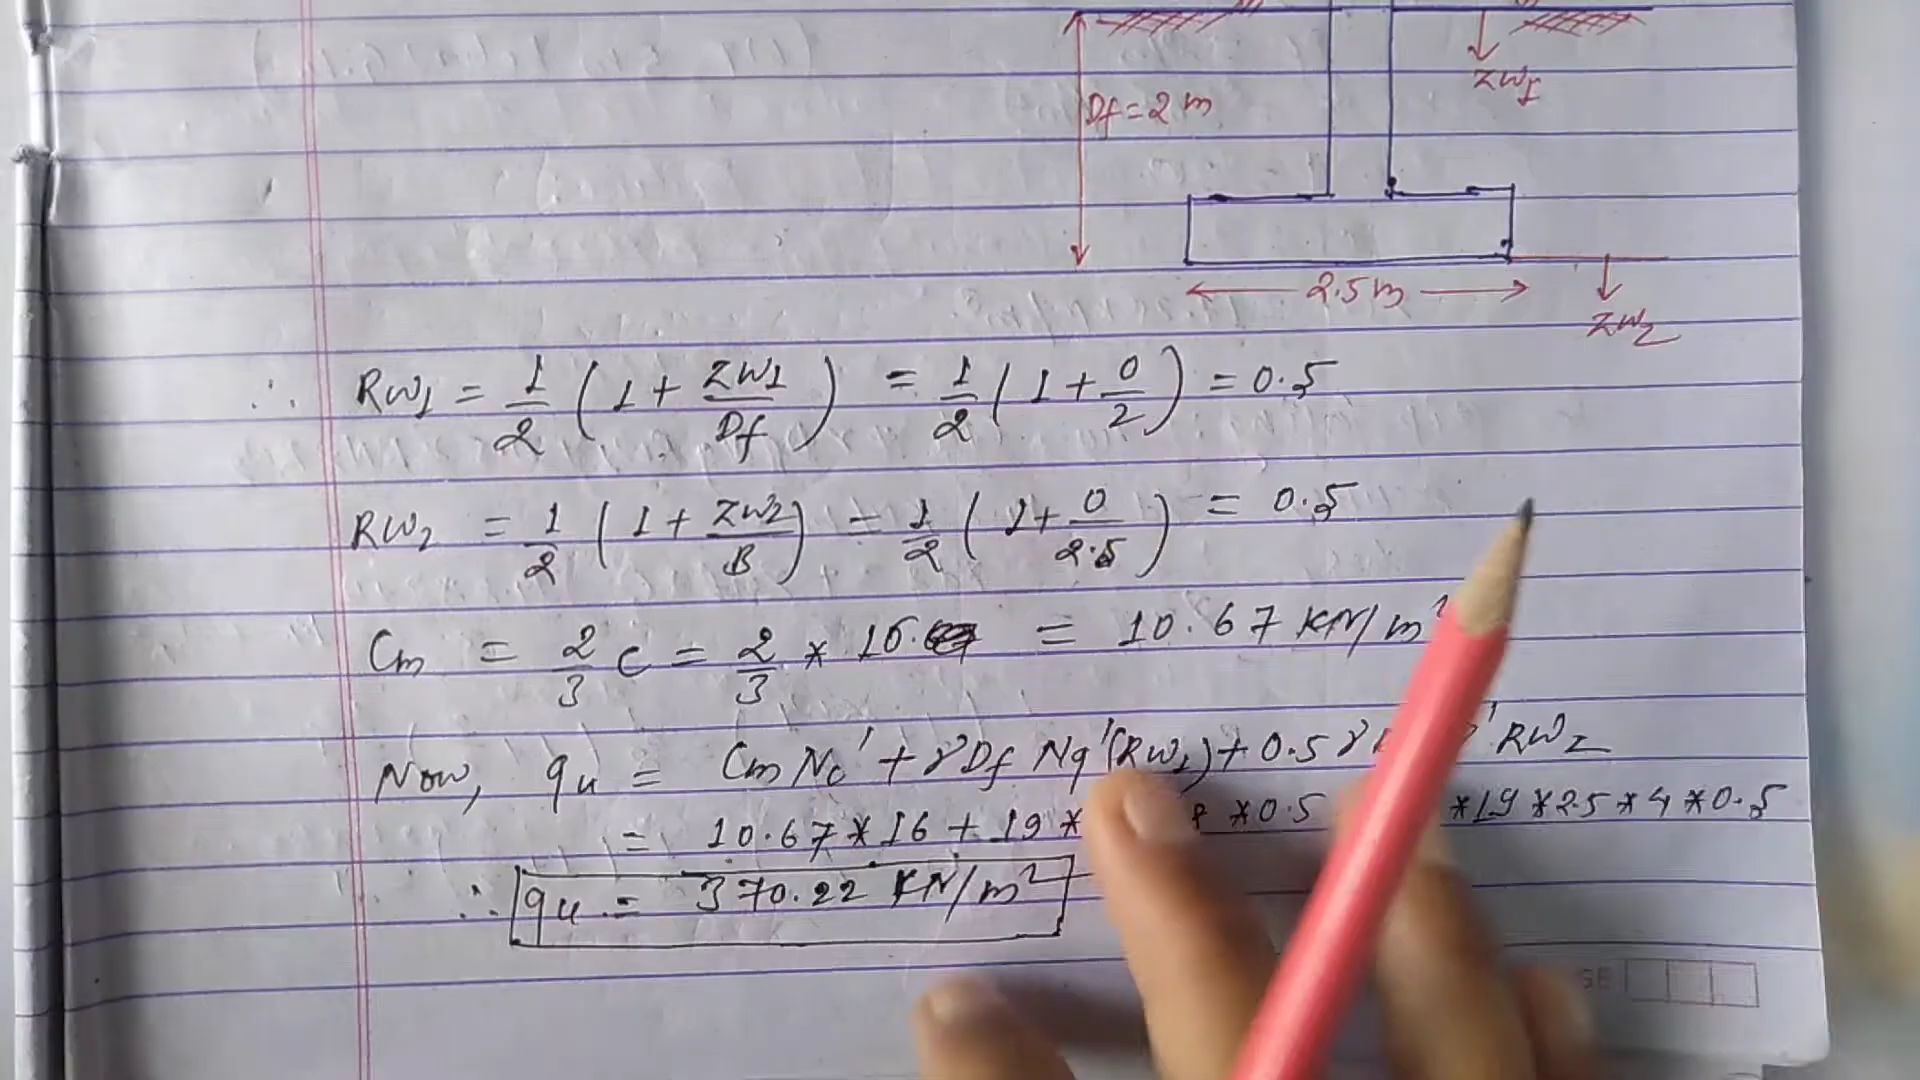 Df = 2 m
Zw1
2.5 m
Zw2
∴ Rw1 = 1/2 ( 1 + Zw1/Df ) = 1/2 ( 1 + 0/2 ) = 0.5
Rw2 = 1/2 ( 1 + Zw2/B ) = 1/2 ( 1 + 0/2.5 ) = 0.5
Cm = 2/3 C = 2/3 * 16 = 10.67 KN/m²
Now, qu = Cm Nc' + γDf Nq' (Rw1) + 0.5 γ ' Rw2
= 10.67 * 16 + 19 * * 0.5 * 19 * 2.5 * 4 * 0.5
∴ qu = 370.22 KN/m²